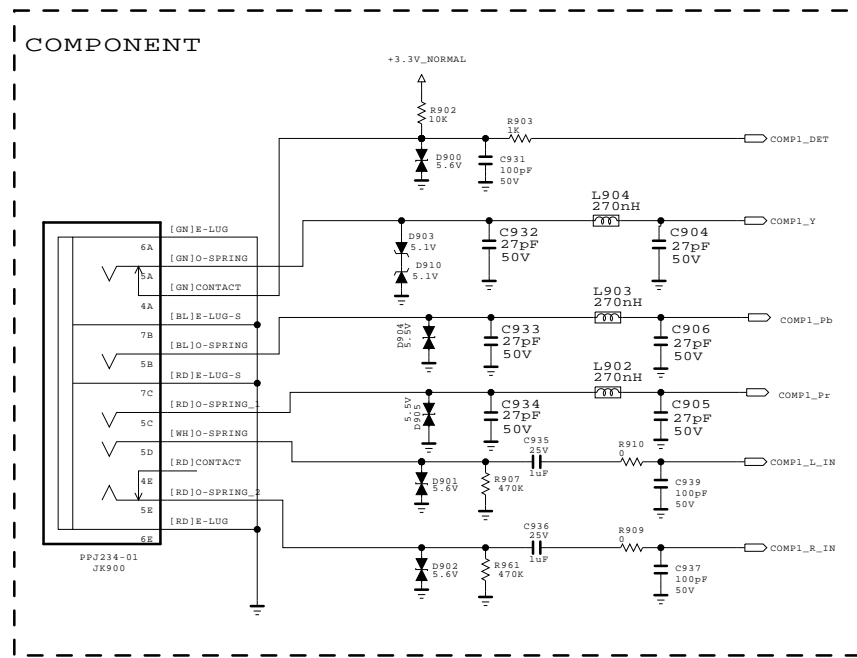 COMPONENT
+3.3V_NORMAL
R902
10K
R903
1K
D900
5.6V
C931
100pF
50V
COMP1_DET
L904
270nH
D903
5.1V
D910
5.1V
C932
27pF
50V
C904
27pF
50V
COMP1_Y
[GN]E-LUG
6A
[GN]O-SPRING
5A
[GN]CONTACT
4A
[BL]E-LUG-S
7B
[BL]O-SPRING
5B
[RD]E-LUG-S
7C
[RD]O-SPRING_1
5C
[WH]O-SPRING
5D
[RD]CONTACT
4E
[RD]O-SPRING_2
5E
[RD]E-LUG
6E
PPJ234-01
JK900
L903
270nH
D904
5.5V
C933
27pF
50V
C906
27pF
50V
COMP1_Pb
L902
270nH
5.5V
D905
C934
27pF
50V
C905
27pF
50V
COMP1_Pr
C935
25V
1uF
R910
0
D901
5.6V
R907
470K
C939
100pF
50V
COMP1_L_IN
C936
25V
1uF
R909
0
D902
5.6V
R961
470K
C937
100pF
50V
COMP1_R_IN